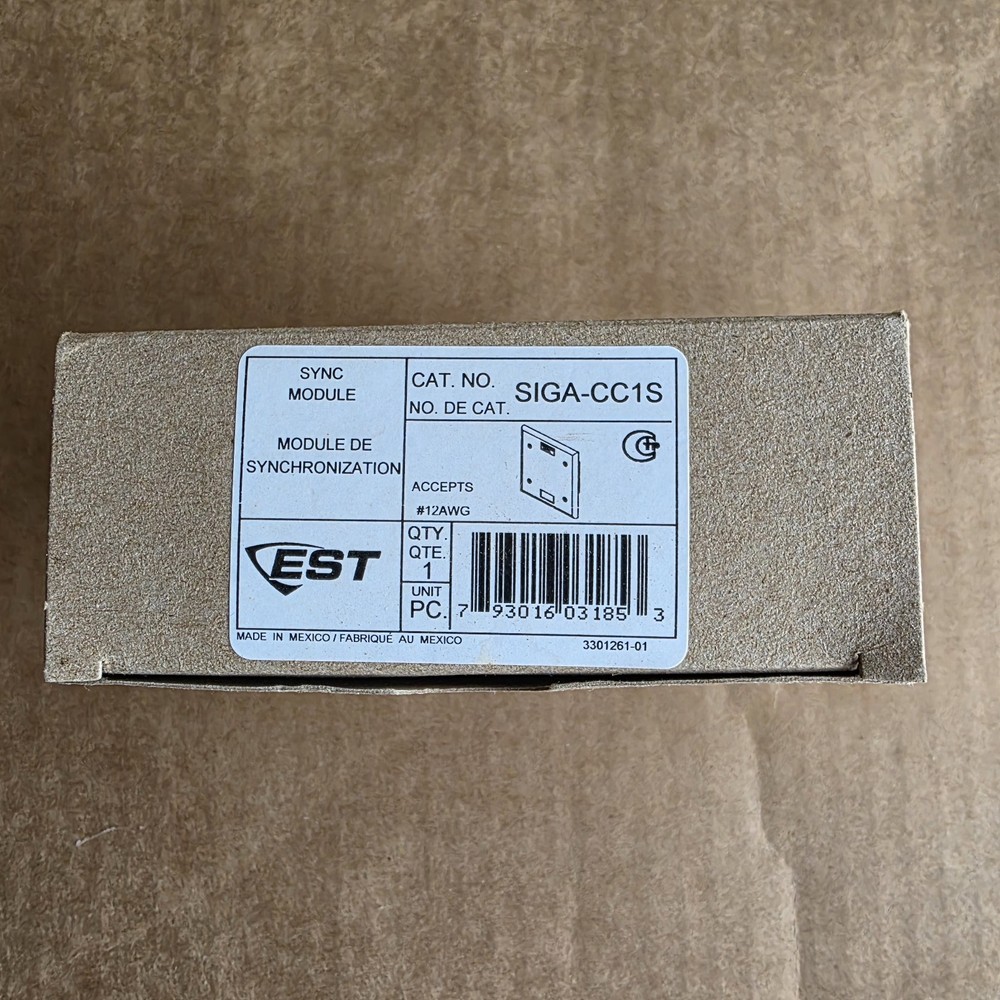 SYNC
MODULE
MODULE DE
SYNCHRONIZATION
CAT. NO.
NO. DE CAT.
SIGA-CC1S
ACCEPTS
#12AWG
EST
QTY.
QTE.
1
UNIT
PC.
7 93016 03185 3
MADE IN MEXICO / FABRIQUÉ AU MEXICO
3301261-01